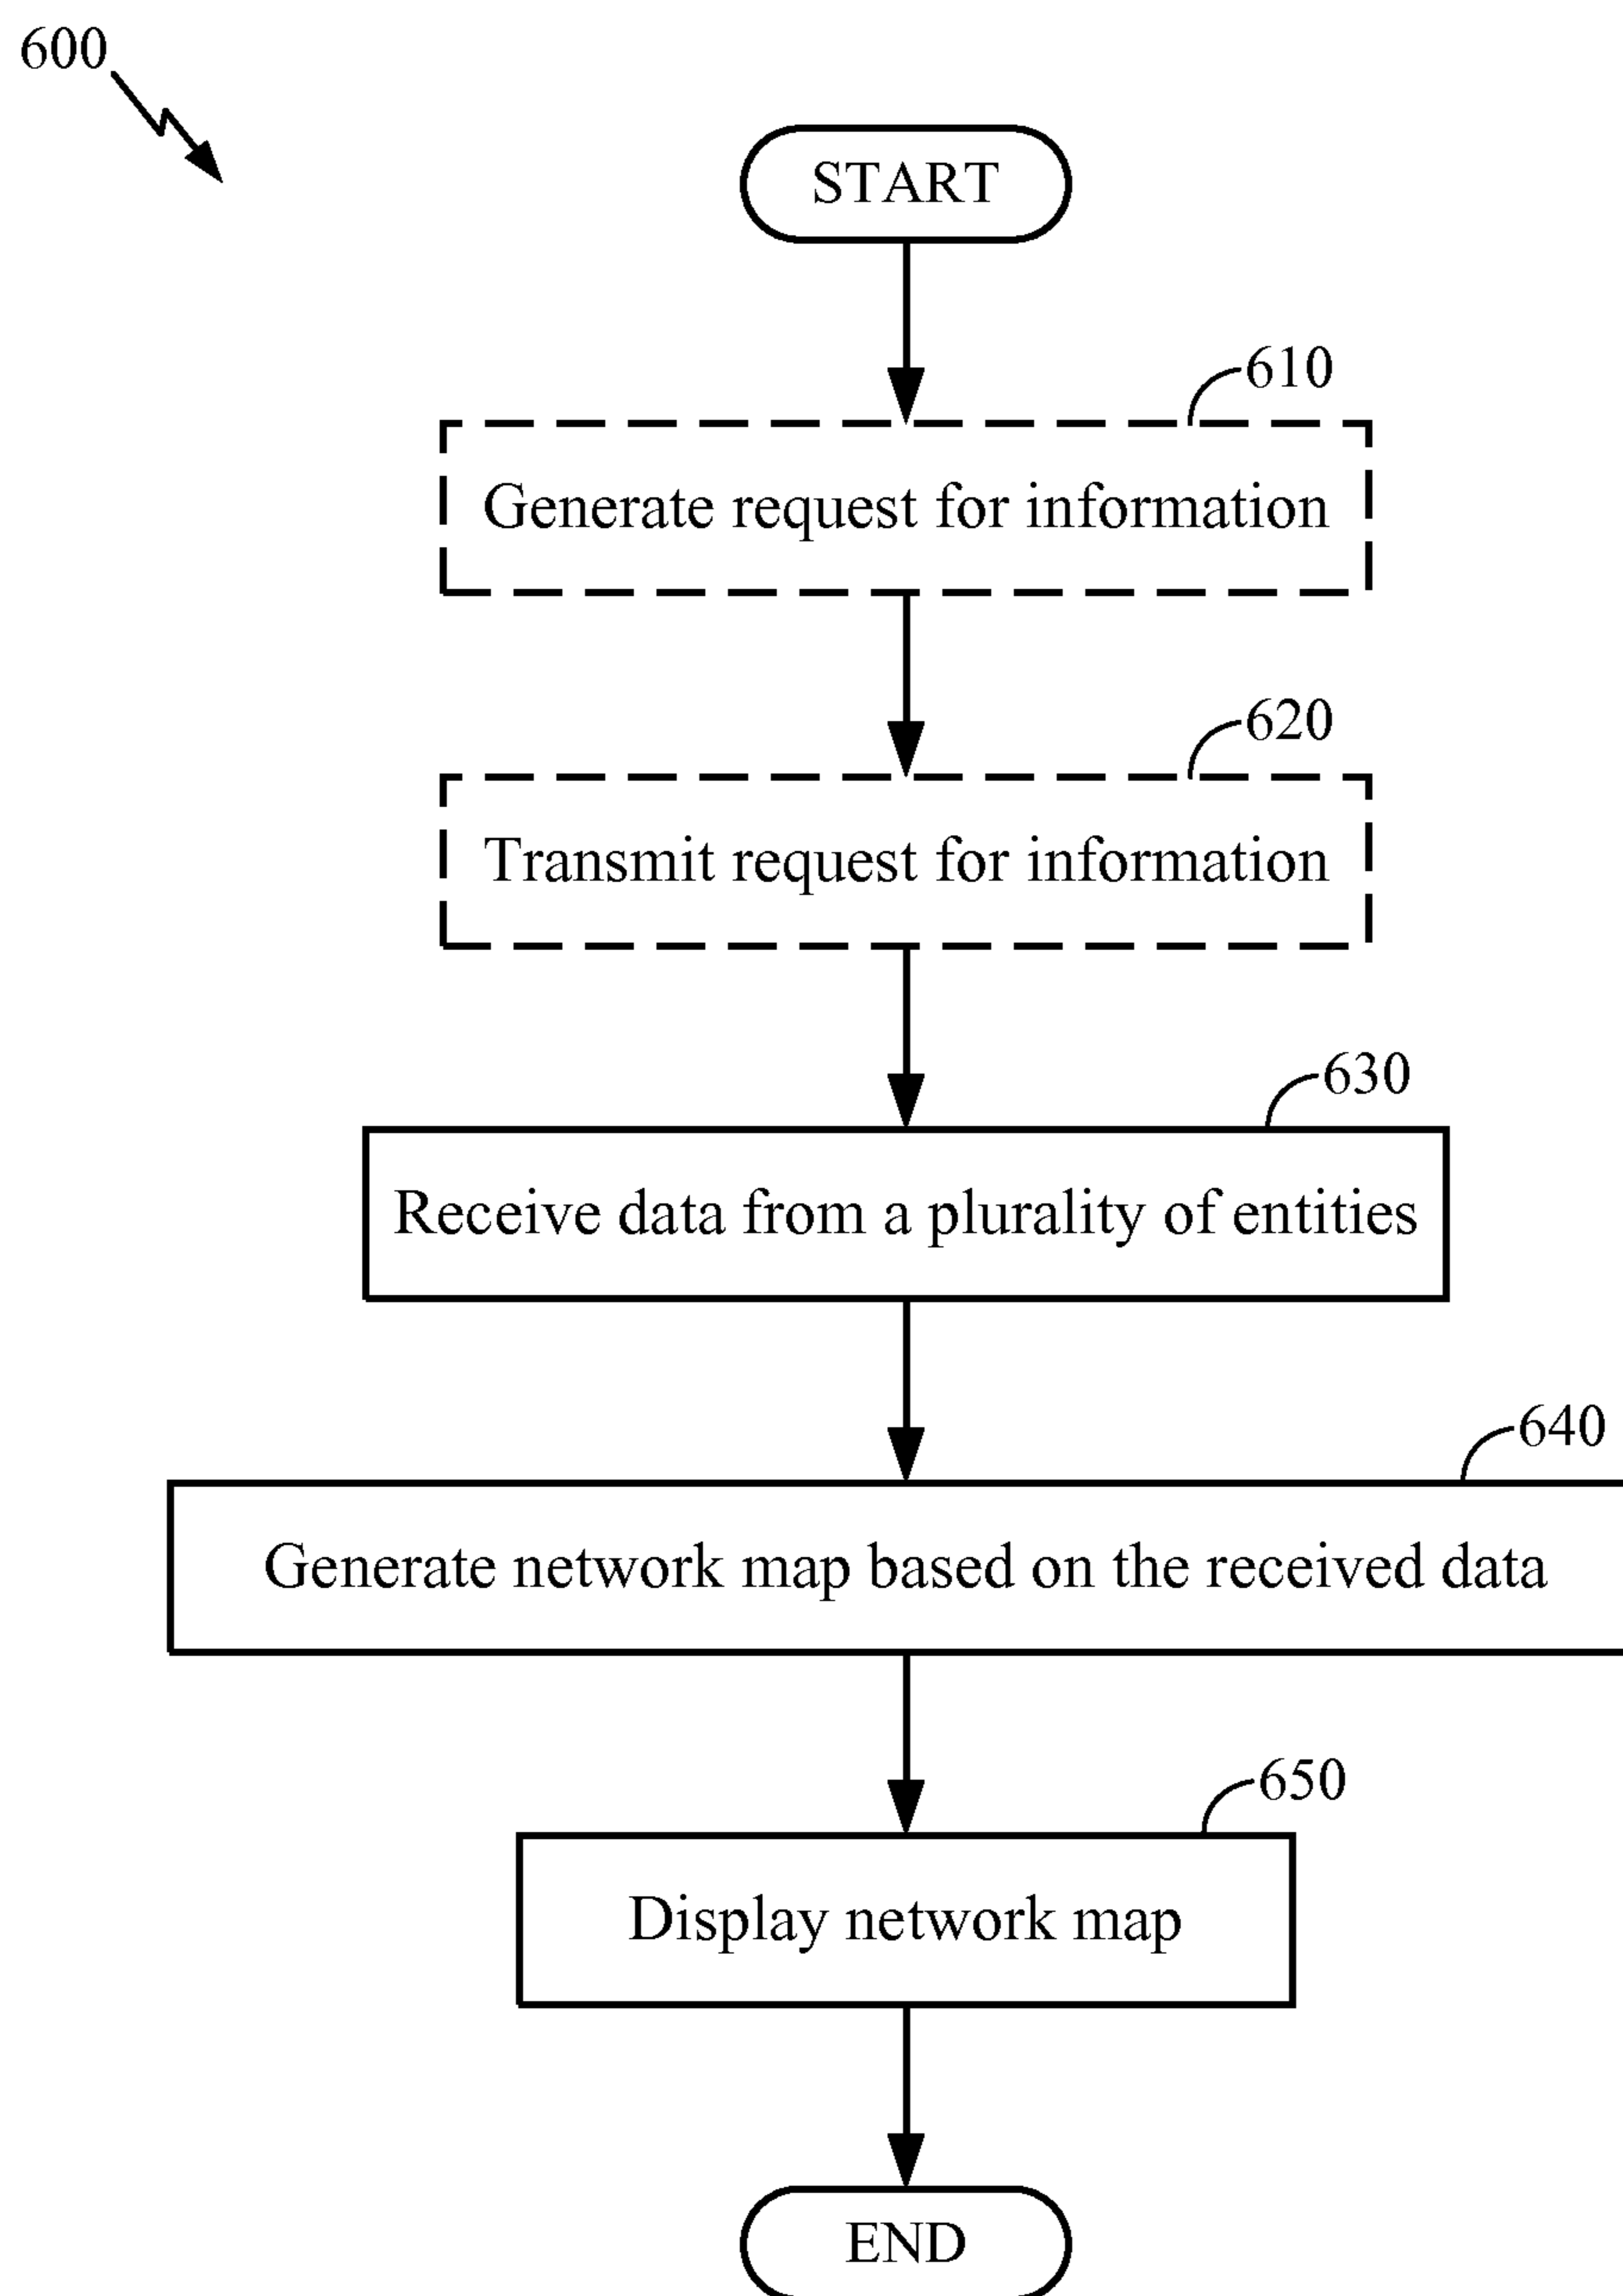 600
START
610
Generate request for information
620
Transmit request for information
630
Receive data from a plurality of entities
640
Generate network map based on the received data
650
Display network map
END